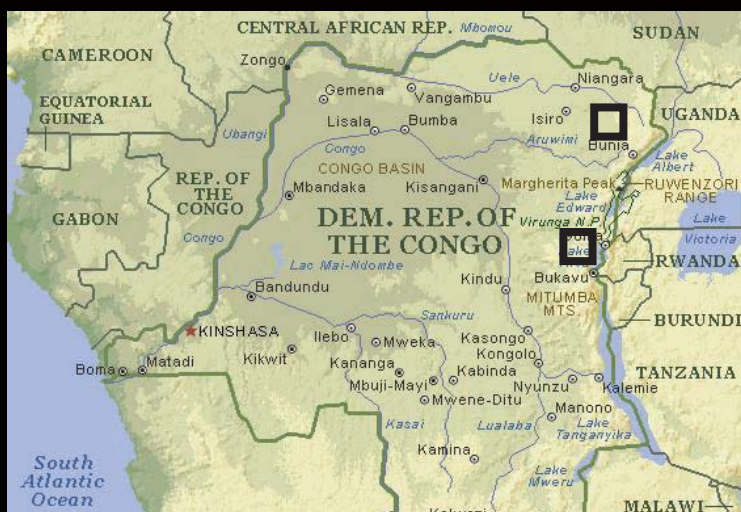 CENTRAL AFRICAN REP.
Mbomou
SUDAN
CAMEROON
Zongo
Uele
Niangara
Gemena
Vangambu
EQUATORIAL
GUINEA
UGANDA
Isiro
Lisala
Bumba
Ubangi
Aruwimi
Bunia
Congo
Lake
Albert
REP. OF
THE
CONGO
CONGO BASIN
Kisangani
Margherita Peak
RUWENZORI
RANGE
Mbandaka
GABON
Lake
Edward
DEM. REP. OF
THE CONGO
Virunga N.P.
Lake
Victoria
Congo
Lake
RWANDA
Lac Mai-Ndombe
Kindu
Bukavu
Bandundu
MITUMBA
MTS.
Sankuru
BURUNDI
KINSHASA
Ilebo
Mweka
Kasongo
Kongolo
Boma
Matadi
Kikwit
Kananga
Kabinda
TANZANIA
Mbuji-Mayi
Nyunzu
Kalemie
Mwene-Ditu
Manono
Kasai
Lualaba
Lake
Tanganyika
Kamina
South
Atlantic
Ocean
Lake
Mweru
MALAWI